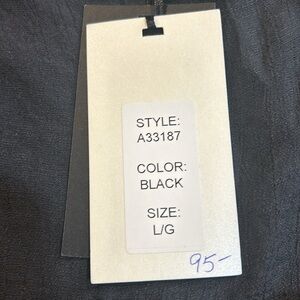 STYLE:
A33187
COLOR:
BLACK
SIZE:
L/G
95-